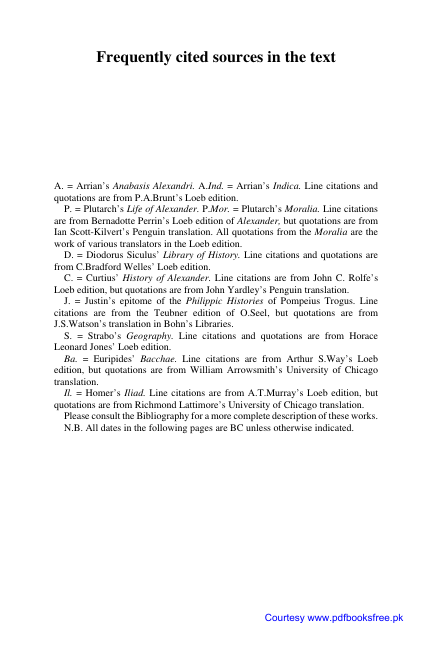 Frequently cited sources in the text
A. = Arrian's Anabasis Alexandri. A.Ind. = Arrian's Indica. Line citations and
quotations are from P.A.Brunt's Loeb edition.
P. = Plutarch's Life of Alexander. P.Mor. = Plutarch's Moralia. Line citations
are from Bernadotte Perrin's Loeb edition of Alexander, but quotations are from
Ian Scott-Kilvert's Penguin translation. All quotations from the Moralia are the
work of various translators in the Loeb edition.
D. = Diodorus Siculus' Library of History. Line citations and quotations are
from C.Bradford Welles' Loeb edition.
C. = Curtius' History of Alexander. Line citations are from John C. Rolfe's
Loeb edition, but quotations are from John Yardley's Penguin translation.
J. = Justin's epitome of the Philippic Histories of Pompeius Trogus. Line
citations are from the Teubner edition of O.Seel, but quotations are from
J.S.Watson's translation in Bohn's Libraries.
S. = Strabo's Geography. Line citations and quotations are from Horace
Leonard Jones' Loeb edition.
Ba. = Euripides' Bacchae. Line citations are from Arthur S.Way's Loeb
edition, but quotations are from William Arrowsmith's University of Chicago
translation.
Il. = Homer's Iliad. Line citations are from A.T.Murray's Loeb edition, but
quotations are from Richmond Lattimore's University of Chicago translation.
Please consult the Bibliography for a more complete description of these works.
N.B. All dates in the following pages are BC unless otherwise indicated.
Courtesy www.pdfbooksfree.pk